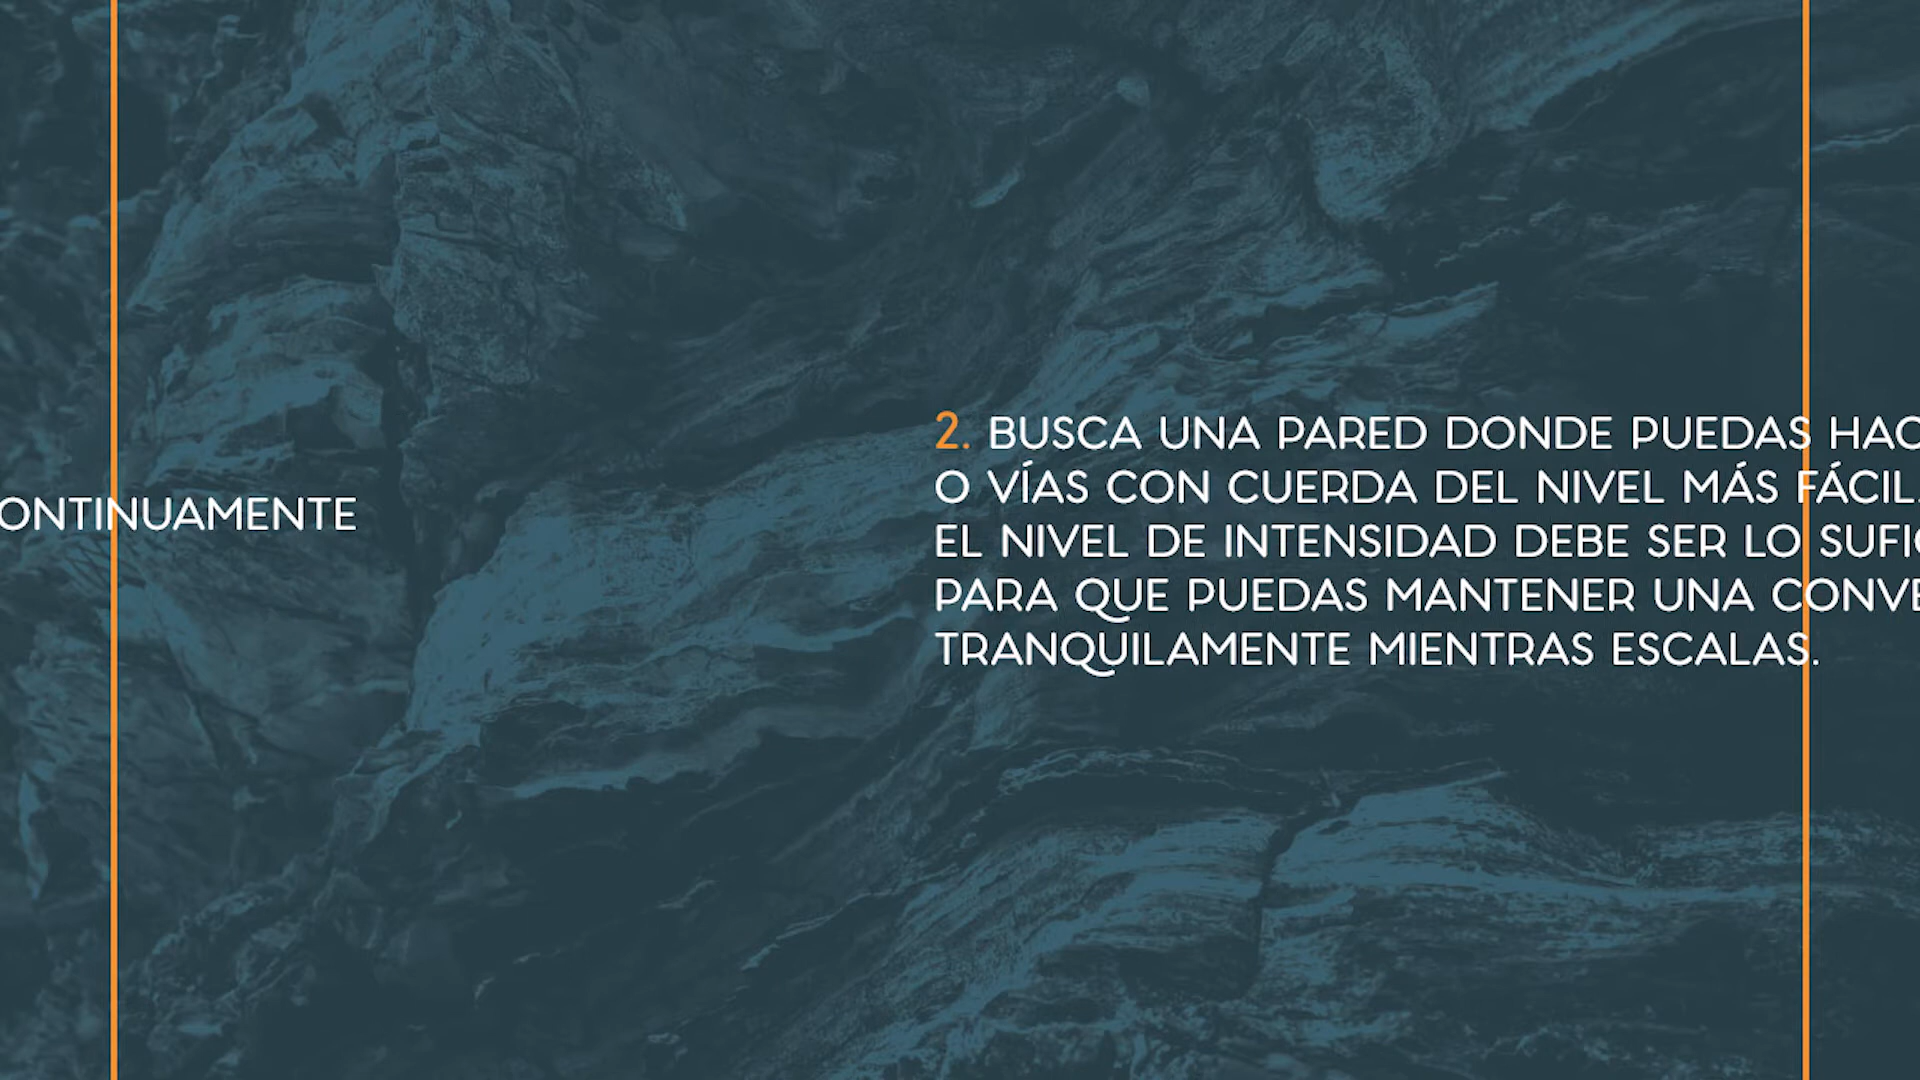 ONTINUAMENTE
2. BUSCA UNA PARED DONDE PUEDAS
O VÍAS CON CUERDA DEL NIVEL MÁS FÁCIL.
EL NIVEL DE INTENSIDAD DEBE SER LO
PARA QUE PUEDAS MANTENER UNA
TRANQUILAMENTE MIENTRAS ESCALAS.